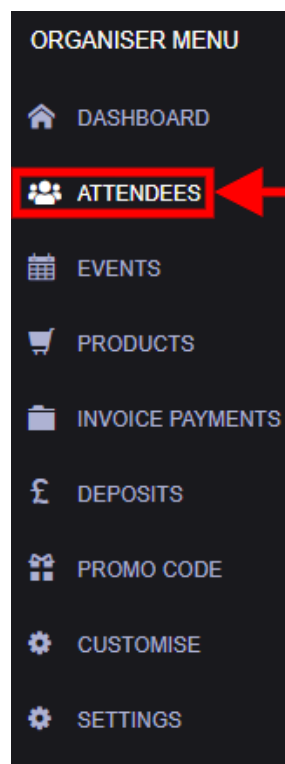 ORGANISER MENU
DASHBOARD
ATTENDEES
EVENTS
PRODUCTS
INVOICE PAYMENTS
£ DEPOSITS
PROMO CODE
CUSTOMISE
SETTINGS